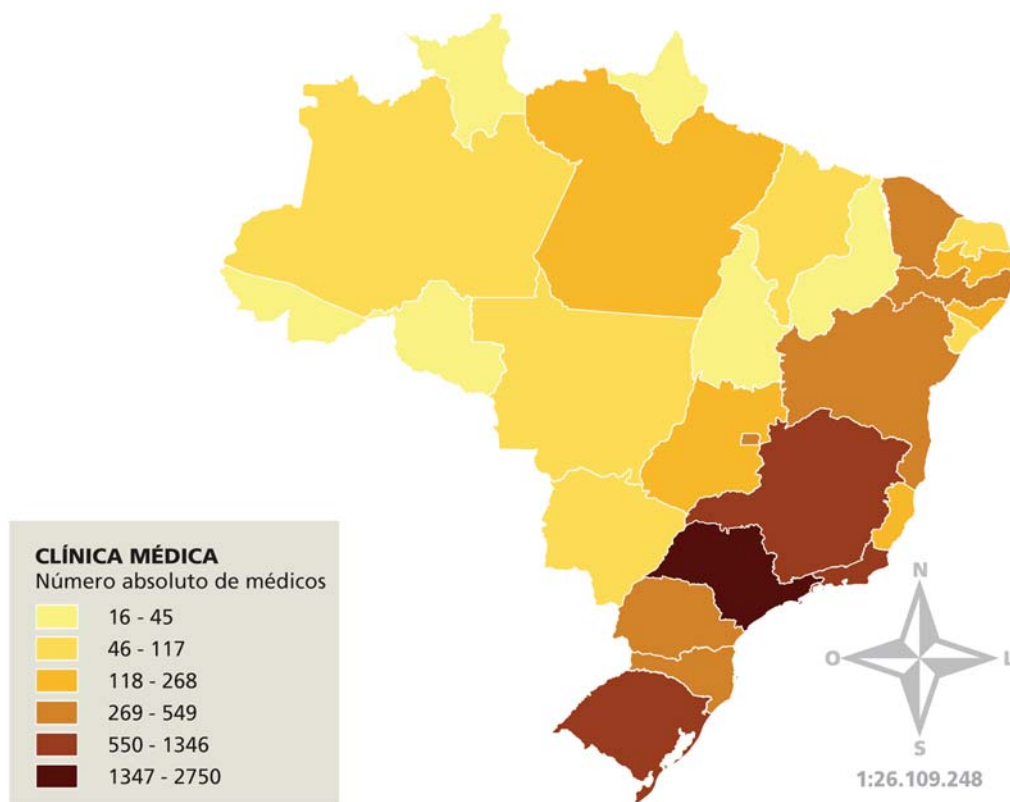 CLÍNICA MÉDICA
Número absoluto de médicos
16 - 45
46 - 117
118 - 268
269 - 549
550 - 1346
1347 - 2750
N
O
L
S
1:26.109.248